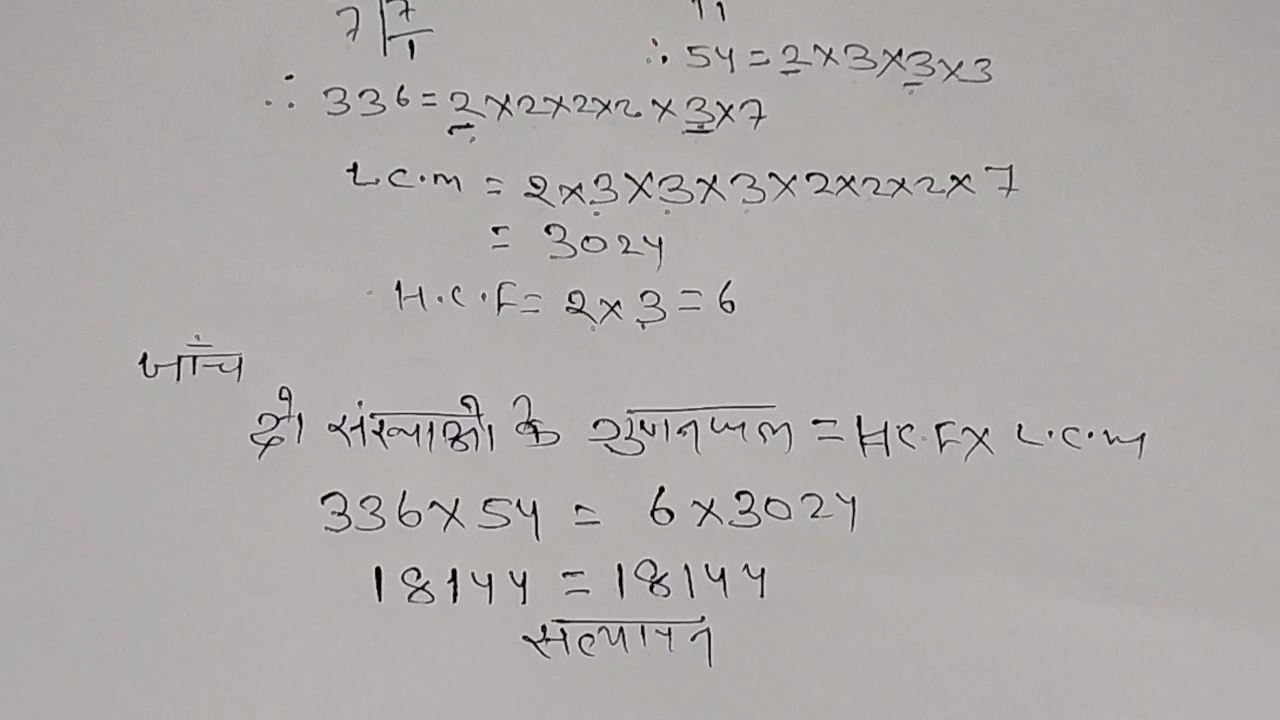 7 | 7
1
∴ 54 = 2×3×3×3
∴ 336 = 2×2×2×2×3×7
L.C.M = 2×3×3×3×2×2×2×7
= 3024
H.C.F = 2×3 = 6
जाँच
दो संख्याओं के गुणनफल = H.C.F× L.C.M
336×54 = 6×3024
18144 = 18144
सत्यापन